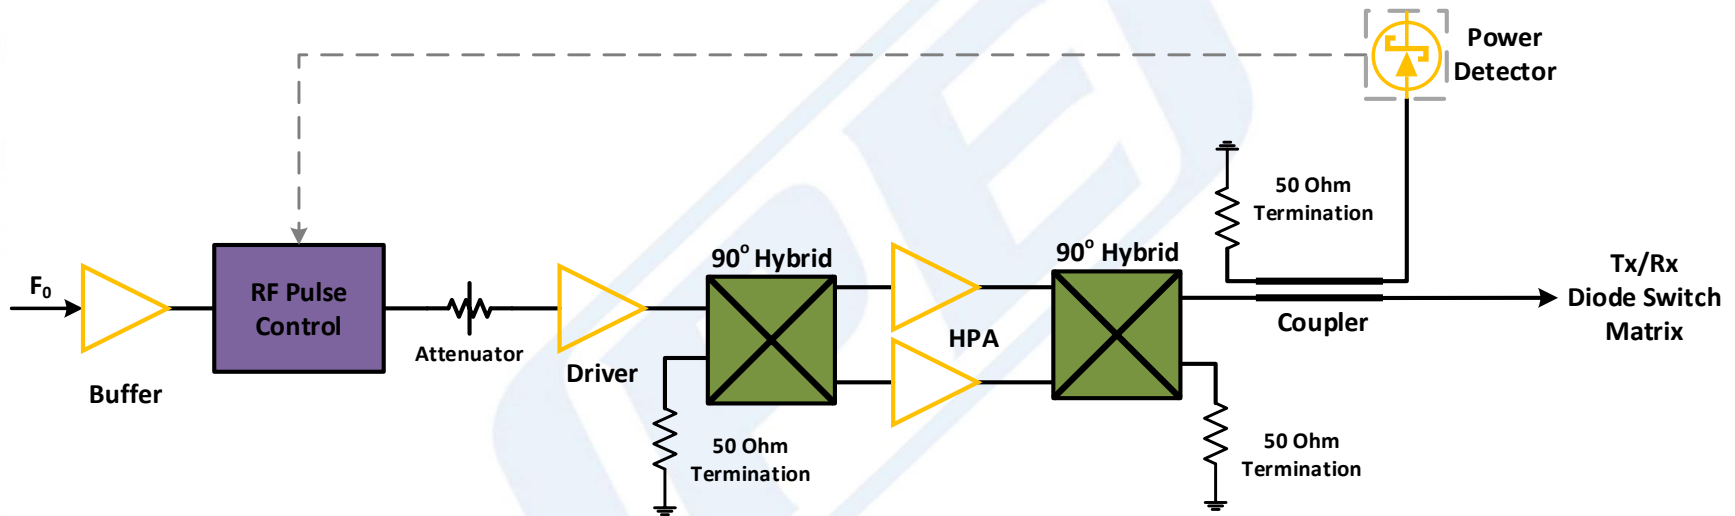 Power
Detector
50 Ohm
Termination
F₀
Buffer
RF Pulse
Control
Attenuator
Driver
90° Hybrid
50 Ohm
Termination
HPA
90° Hybrid
50 Ohm
Termination
Coupler
Tx/Rx
Diode Switch
Matrix